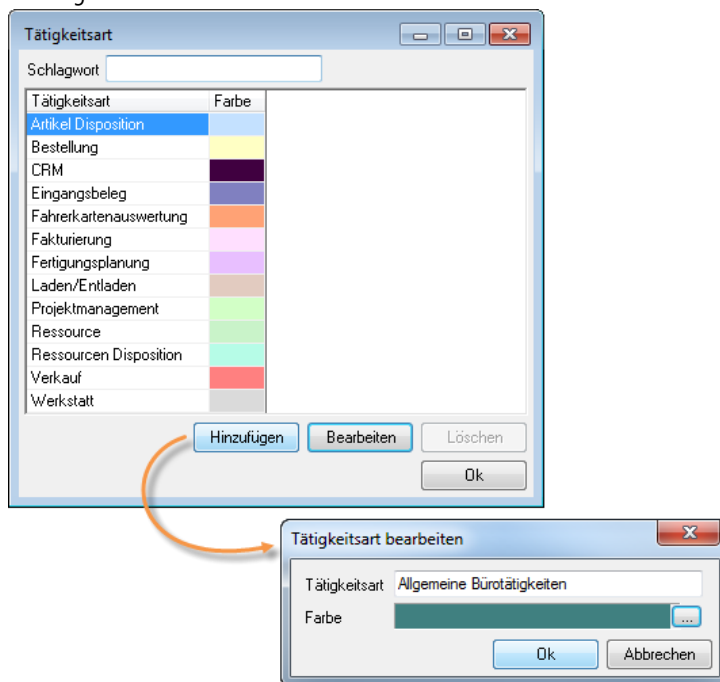 Tätigkeitsart
Schlagwort
Tätigkeitsart Farbe
Artikel Disposition
Bestellung
CRM
Eingangsbeleg
Fahrerkartenauswertung
Fakturierung
Fertigungsplanung
Laden/Entladen
Projektmanagement
Ressource
Ressourcen Disposition
Verkauf
Werkstatt
Hinzufügen Bearbeiten Löschen
Ok
Tätigkeitsart bearbeiten
Tätigkeitsart Allgemeine Bürotätigkeiten
Farbe ...
Ok Abbrechen